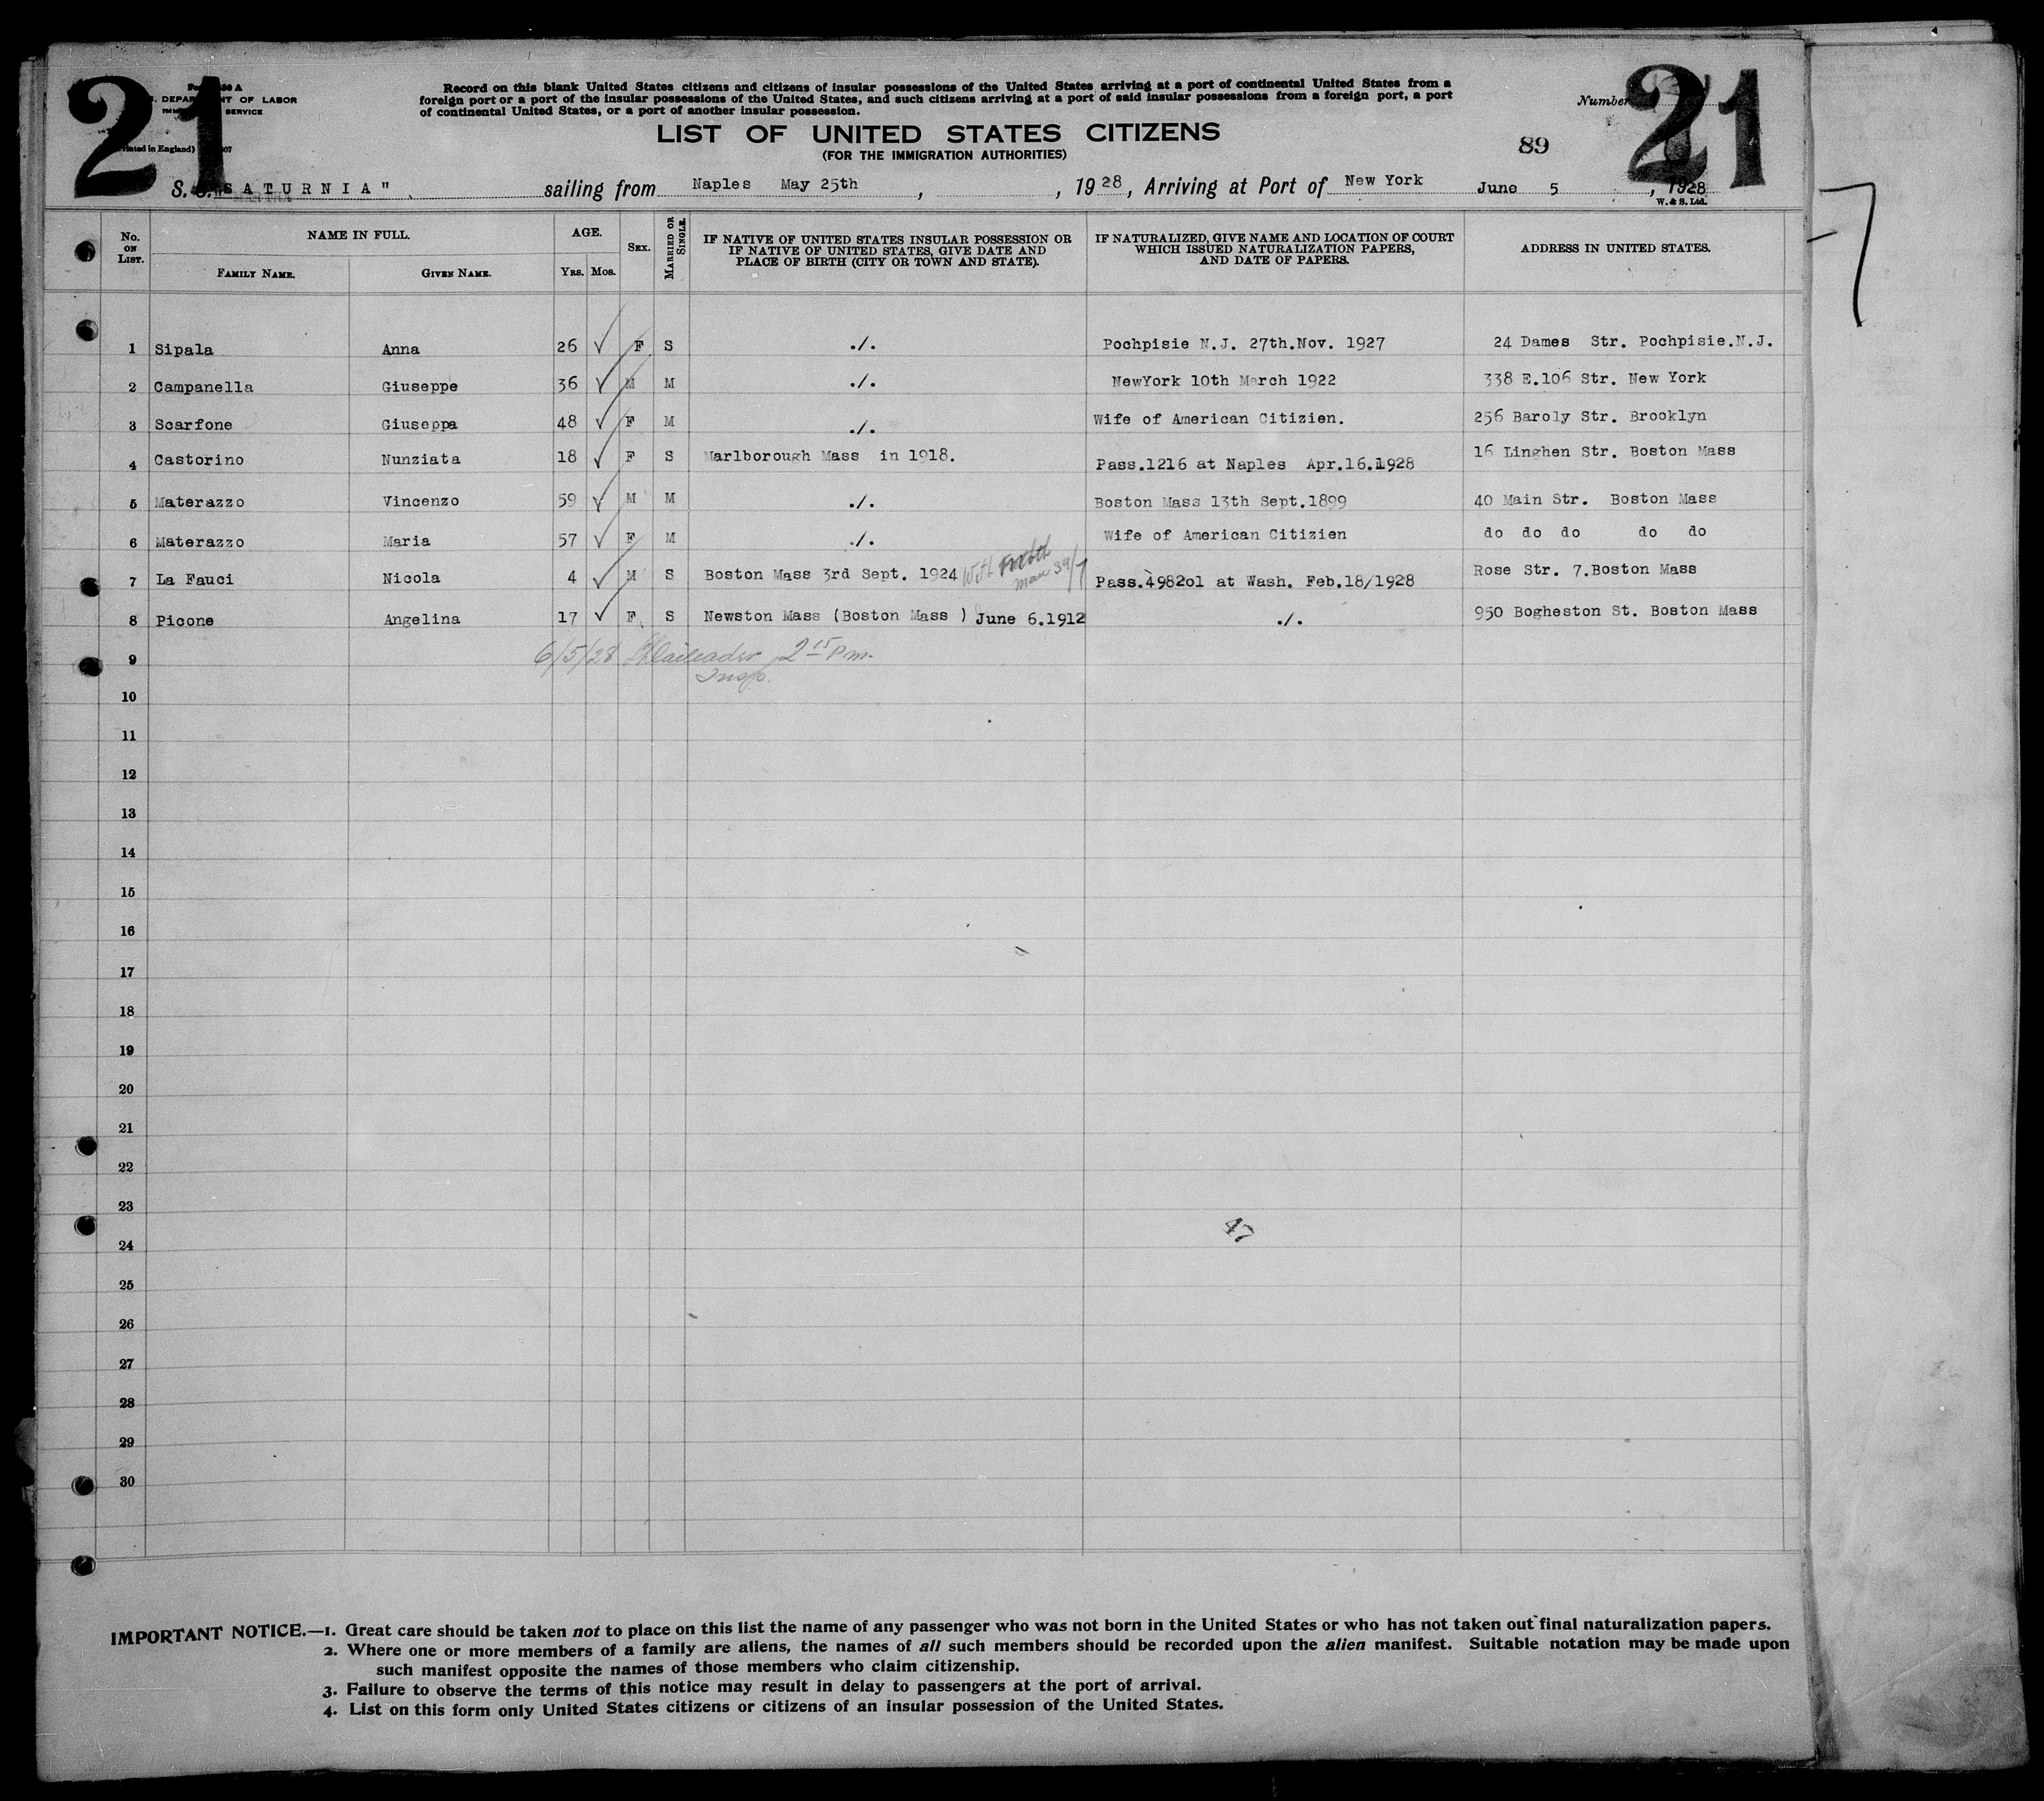 21
21
DEPARTMENT OF LABOR
SERVICE
Record on this blank United States citizens and citizens of insular possessions of the United States arriving at a port of continental United States from a
foreign port or a port of the insular possessions of the United States, and such citizens arriving at a port of said insular possessions from a foreign port, a port
of continental United States, or a port of another insular possession.
Number
LIST OF UNITED STATES CITIZENS
(FOR THE IMMIGRATION AUTHORITIES)
89
(Printed in England)
S. S. "SATURNIA" sailing from Naples May 25th , , 1928, Arriving at Port of New York June 5 , 1928
W. & S. Ltd.
No. ON LIST. NAME IN FULL. AGE. SEX. MARRIED OR SINGLE. IF NATIVE OF UNITED STATES INSULAR POSSESSION OR IF NATIVE OF UNITED STATES, GIVE DATE AND PLACE OF BIRTH (CITY OR TOWN AND STATE). IF NATURALIZED, GIVE NAME AND LOCATION OF COURT WHICH ISSUED NATURALIZATION PAPERS, AND DATE OF PAPERS. ADDRESS IN UNITED STATES.
FAMILY NAME. GIVEN NAME. YRS. MOS.
1 Sipala Anna 26 ✓ F S ./. Pochpisie N.J. 27th.Nov. 1927 24 Dames Str. Pochpisie.N.J.
2 Campanella Giuseppe 36 ✓ M M ./. NewYork 10th March 1922 338 E.106 Str. New York
3 Scarfone Giuseppa 48 ✓ F M ./. Wife of American Citizien. 256 Baroly Str. Brooklyn
4 Castorino Nunziata 18 ✓ F S Marlborough Mass in 1918. Pass.1216 at Naples Apr.16.1928 16 Linghen Str. Boston Mass
5 Materazzo Vincenzo 59 ✓ M M ./. Boston Mass 13th Sept.1899 40 Main Str. Boston Mass
6 Materazzo Maria 57 ✓ F M ./. Wife of American Citizien do do do do do
7 La Fauci Nicola 4 ✓ M S Boston Mass 3rd Sept. 1924 With Man 39/7 Pass.4982ol at Wash. Feb.18/1928 Rose Str. 7.Boston Mass
8 Picone Angelina 17 ✓ F S Newston Mass (Boston Mass ) June 6.1912 ./. 950 Bogheston St. Boston Mass
6/5/28 2 15 Pm.
Insp.
9
10
11
12
13
14
15
16
17
18
19
20
21
22
23
47
24
25
26
27
28
29
30
IMPORTANT NOTICE.—1. Great care should be taken not to place on this list the name of any passenger who was not born in the United States or who has not taken out final naturalization papers.
2. Where one or more members of a family are aliens, the names of all such members should be recorded upon the alien manifest. Suitable notation may be made upon
such manifest opposite the names of those members who claim citizenship.
3. Failure to observe the terms of this notice may result in delay to passengers at the port of arrival.
4. List on this form only United States citizens or citizens of an insular possession of the United States.